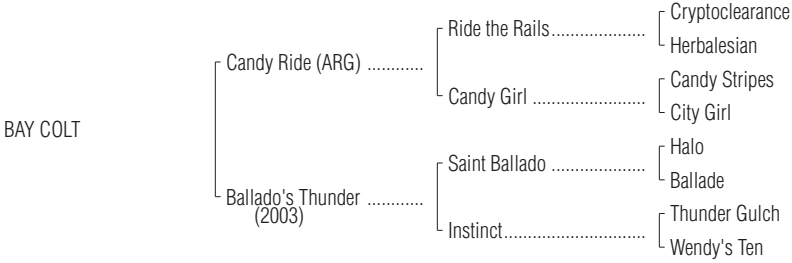 Cryptoclearance
Ride the Rails.....................
Herbalesian
Candy Ride (ARG) ............
Candy Stripes
Candy Girl .........................
City Girl
BAY COLT
Halo
Saint Ballado .....................
Ballade
Ballado's Thunder ............
(2003)
Thunder Gulch
Instinct................................
Wendy's Ten